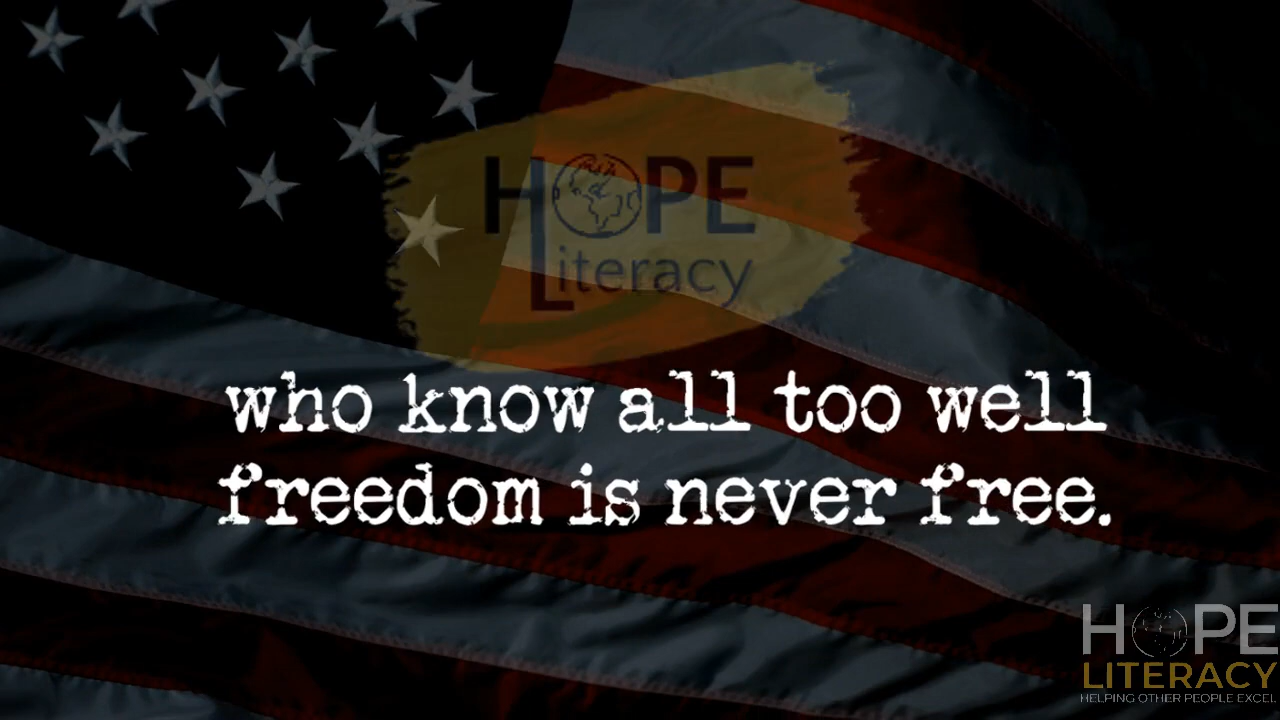 HOPE
Literacy
who know all too well
freedom is never free.
HOPE
LITERACY
HELPING OTHER PEOPLE EXCEL